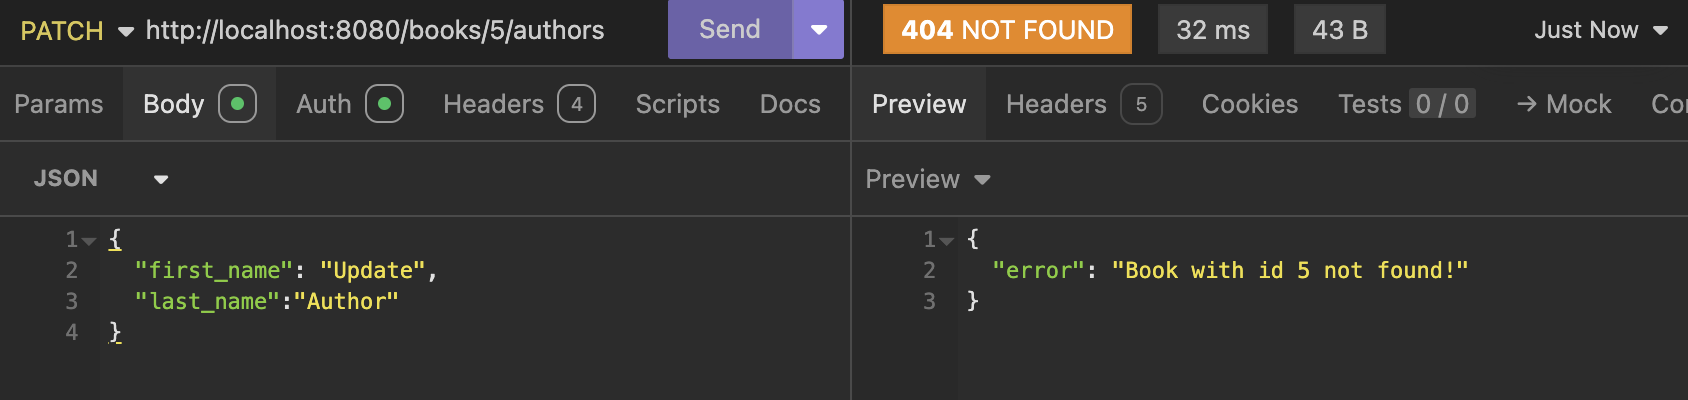 PATCH http://localhost:8080/books/5/authors Send
404 NOT FOUND 32 ms 43 B Just Now
Params Body Auth Headers 4 Scripts Docs
Preview Headers 5 Cookies Tests 0 / 0 → Mock
JSON
Preview
1 {
2 "first_name": "Update",
3 "last_name":"Author"
4 }
1 {
2 "error": "Book with id 5 not found!"
3 }